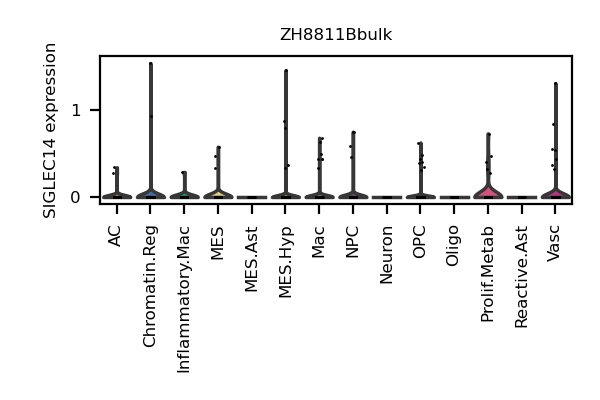 ZH8811Bbulk
SIGLEC14 expression
1
0
AC
Chromatin.Reg
Inflammatory.Mac
MES
MES.Ast
MES.Hyp
Mac
NPC
Neuron
OPC
Oligo
Prolif.Metab
Reactive.Ast
Vasc